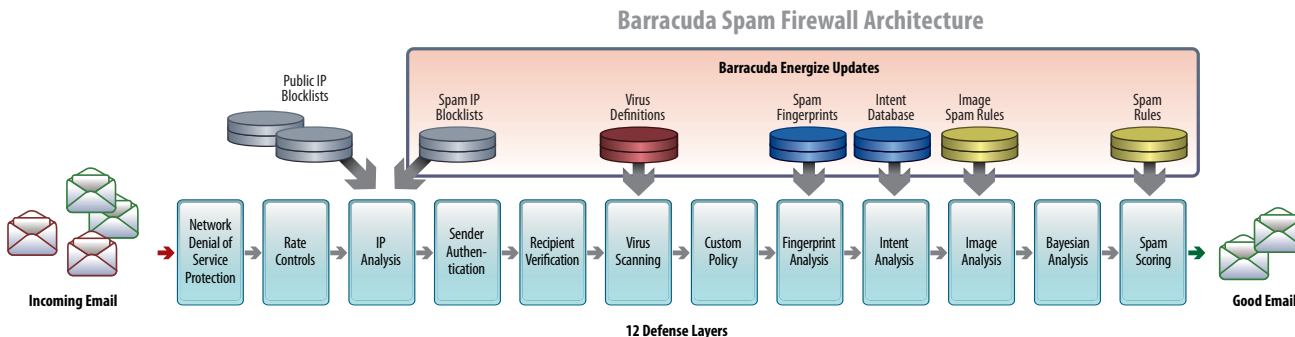 Barracuda Spam Firewall Architecture
Barracuda Energize Updates
Public IP
Blocklists
Spam IP
Blocklists
Virus
Definitions
Spam
Fingerprints
Intent
Database
Image
Spam Rules
Spam
Rules
Incoming Email
Network
Denial of
Service
Protection
Rate
Controls
IP
Analysis
Sender
Authen-
tication
Recipient
Verification
Virus
Scanning
Custom
Policy
Fingerprint
Analysis
Intent
Analysis
Image
Analysis
Bayesian
Analysis
Spam
Scoring
Good Email
12 Defense Layers